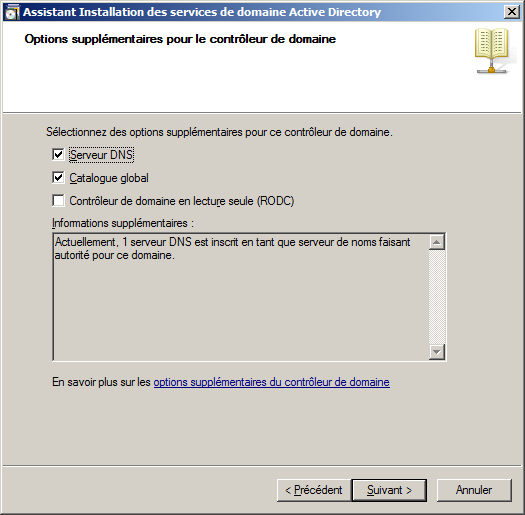 Assistant Installation des services de domaine Active Directory
Options supplémentaires pour le contrôleur de domaine
Sélectionnez des options supplémentaires pour ce contrôleur de domaine.
Serveur DNS
Catalogue global
Contrôleur de domaine en lecture seule (RODC)
Informations supplémentaires :
Actuellement, 1 serveur DNS est inscrit en tant que serveur de noms faisant
autorité pour ce domaine.
En savoir plus sur les options supplémentaires du contrôleur de domaine
< Précédent Suivant > Annuler